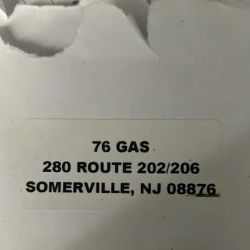 76 GAS
280 ROUTE 202/206
SOMERVILLE, NJ 08876